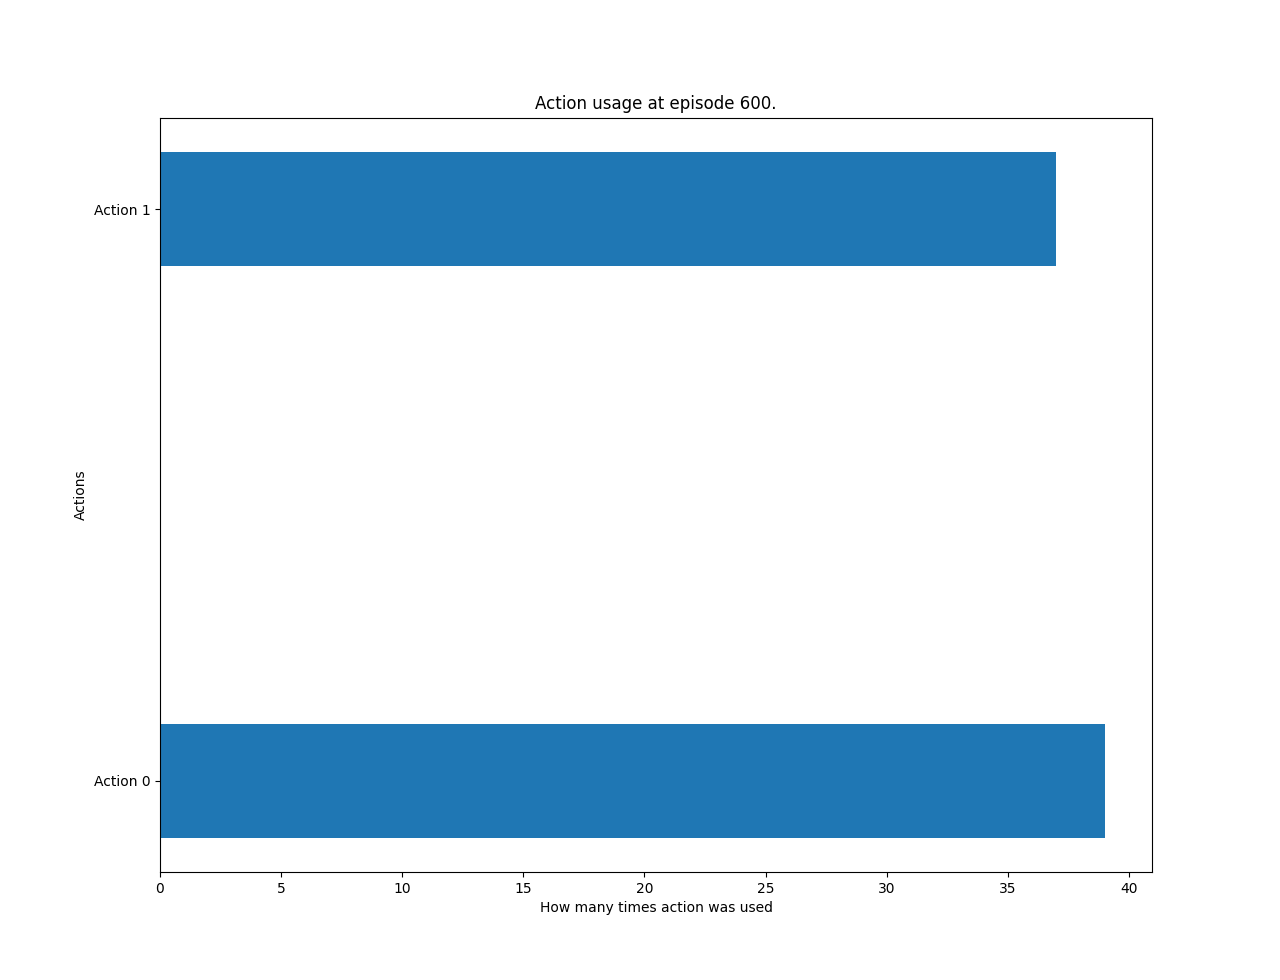 Action usage at episode 600.
Action 1
Actions
Action 0
0 5 10 15 20 25 30 35 40
How many times action was used